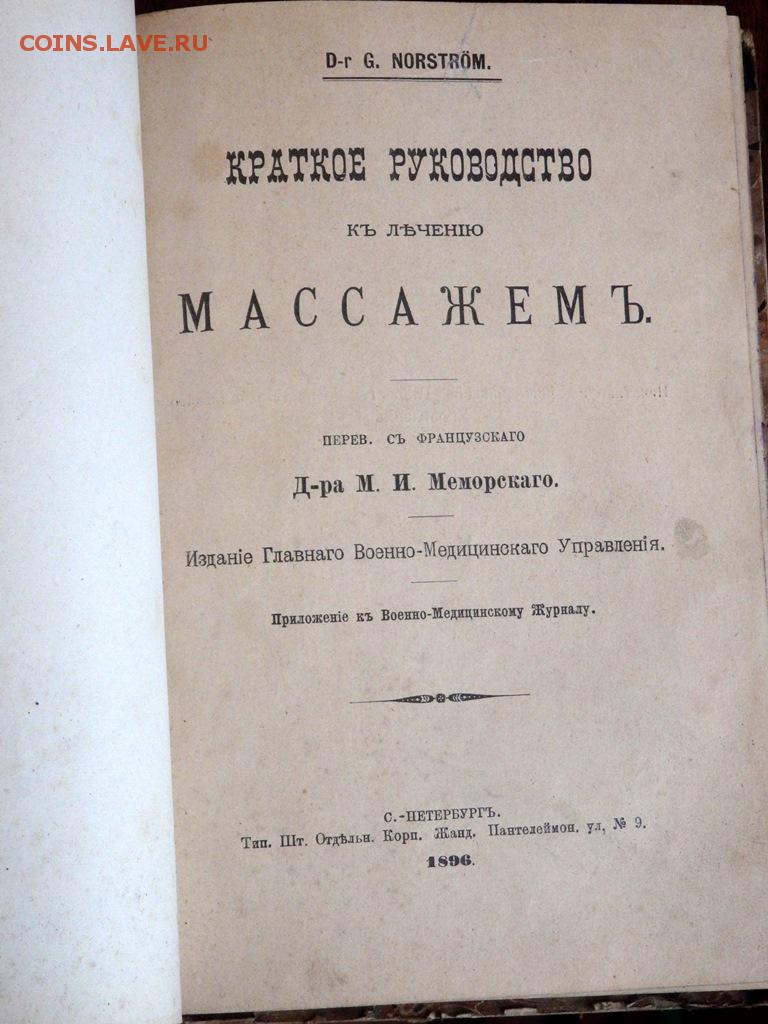 COINS.LAVE.RU
D-r G. NORSTRÖM.
КРАТКОЕ РУКОВОДСТВО
КЪ ЛѢЧЕНІЮ
МАССАЖЕМЪ.
ПЕРЕВ. СЪ ФРАНЦУЗСКАГО
Д-ра М. И. Меморскаго.
Изданіе Главнаго Военно-Медицинскаго Управленія.
Приложеніе къ Военно-Медицинскому Журналу.
С.-ПЕТЕРБУРГЪ.
Тип. Шт. Отдѣльн. Корп. Жанд. Пантелеймон. ул, № 9.
1896.